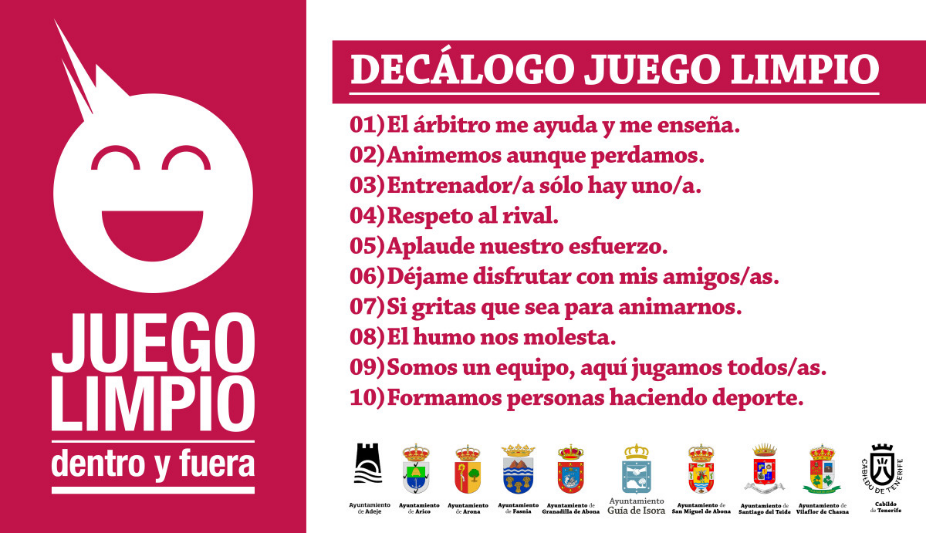 JUEGO
LIMPIO
dentro y fuera
DECÁLOGO JUEGO LIMPIO
01) El árbitro me ayuda y me enseña.
02) Animemos aunque perdamos.
03) Entrenador/a sólo hay uno/a.
04) Respeto al rival.
05) Aplaude nuestro esfuerzo.
06) Déjame disfrutar con mis amigos/as.
07) Si gritas que sea para animarnos.
08) El humo nos molesta.
09) Somos un equipo, aquí jugamos todos/as.
10) Formamos personas haciendo deporte.
Ayuntamiento
de Adeje
Ayuntamiento
de Arico
Ayuntamiento
de Arona
Ayuntamiento
de Fasnia
Ayuntamiento de
Granadilla de Abona
Ayuntamiento
Guía de Isora
Ayuntamiento de
San Miguel de Abona
Ayuntamiento de
Santiago del Teide
Ayuntamiento de
Vilaflor de Chasna
CABILDO DE TENERIFE
Cabildo
de Tenerife